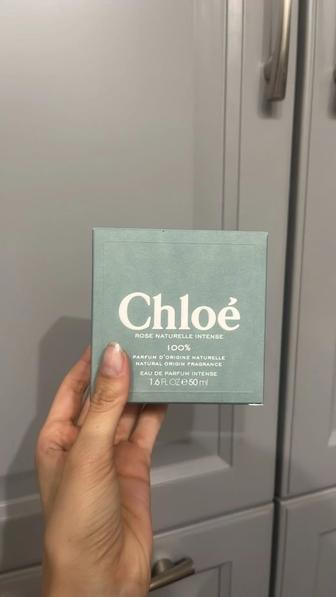 Chloé
ROSE NATURELLE INTENSE
100%
PARFUM D'ORIGINE NATURELLE
NATURAL ORIGIN FRAGRANCE
EAU DE PARFUM INTENSE
1.6 FL.OZ℮50 ml